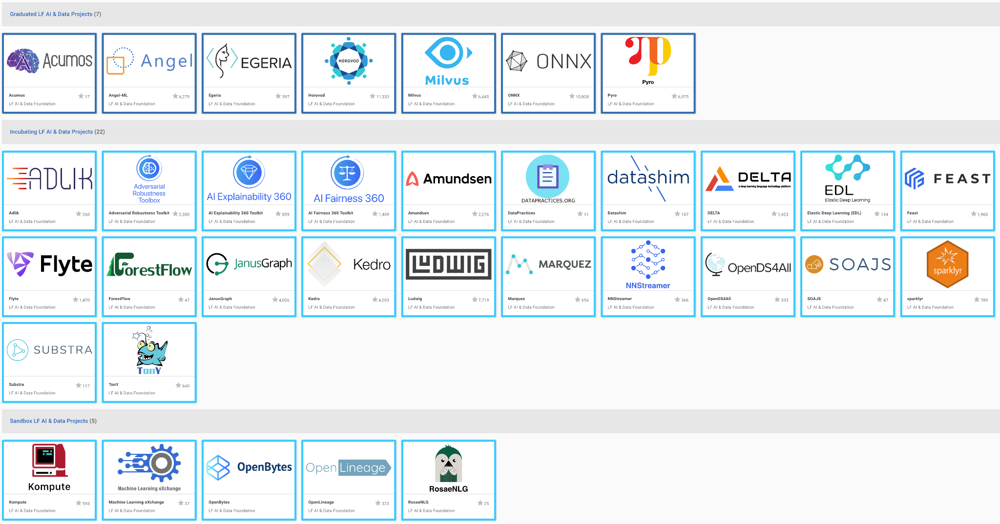 Graduated LF AI & Data Projects (7)
Acumos
Angel
EGERIA
HOROVOD
Milvus
ONNX
Pyro
Acumos 17
LF AI & Data Foundation
Angel-ML 6,279
LF AI & Data Foundation
Egeria 597
LF AI & Data Foundation
Horovod 11,333
LF AI & Data Foundation
Milvus 6,445
LF AI & Data Foundation
ONNX 10,808
LF AI & Data Foundation
Pyro 6,975
LF AI & Data Foundation
Incubating LF AI & Data Projects (22)
ADLIK
Adversarial
Robustness
Toolbox
AI Explainability 360
AI Fairness 360
Amundsen
DATAPRACTICES.ORG
datashim
DELTA
a deep learning language technology platform
EDL
Elastic Deep Learning
FEAST
Adlik 260
LF AI & Data Foundation
Adversarial Robustness Toolkit 2,300
LF AI & Data Foundation
AI Explainability 360 Toolkit 859
LF AI & Data Foundation
AI Fairness 360 Toolkit 1,409
LF AI & Data Foundation
Amundsen 2,276
LF AI & Data Foundation
DataPractices 11
LF AI & Data Foundation
Datashim 107
LF AI & Data Foundation
DELTA 1,423
LF AI & Data Foundation
Elastic Deep Learning (EDL) 134
LF AI & Data Foundation
Feast 1,960
LF AI & Data Foundation
Flyte
ForestFlow
JanusGraph
Kedro
LUDWIG
MARQUEZ
NNStreamer
OpenDS4All
SOAJS
sparklyr
Flyte 1,470
LF AI & Data Foundation
ForestFlow 47
LF AI & Data Foundation
JanusGraph 4,006
LF AI & Data Foundation
Kedro 4,003
LF AI & Data Foundation
Ludwig 7,719
LF AI & Data Foundation
Marquez 656
LF AI & Data Foundation
NNStreamer 366
LF AI & Data Foundation
OpenDS4All 333
LF AI & Data Foundation
SOAJS 47
LF AI & Data Foundation
sparklyr 789
LF AI & Data Foundation
SUBSTRA
TonY
Substra 117
LF AI & Data Foundation
TonY 640
LF AI & Data Foundation
Sandbox LF AI & Data Projects (5)
Kompute
Machine Learning eXchange
OpenBytes
Open Lineage
RosaeNLG
Kompute 593
LF AI & Data Foundation
Machine Learning eXchange 37
LF AI & Data Foundation
OpenBytes
LF AI & Data Foundation
OpenLineage 323
LF AI & Data Foundation
RosaeNLG 25
LF AI & Data Foundation